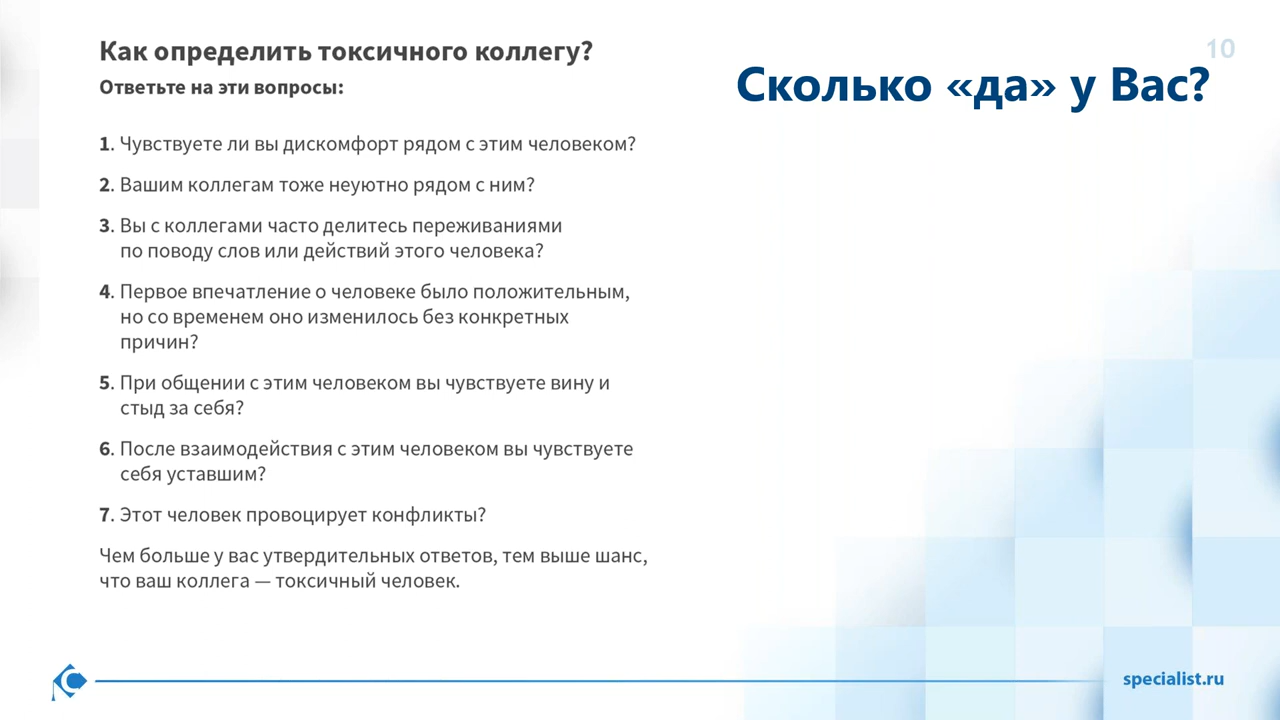 Как определить токсичного коллегу?
Ответьте на эти вопросы:
10
Сколько «да» у Вас?
1. Чувствуете ли вы дискомфорт рядом с этим человеком?
2. Вашим коллегам тоже неуютно рядом с ним?
3. Вы с коллегами часто делитесь переживаниями
по поводу слов или действий этого человека?
4. Первое впечатление о человеке было положительным,
но со временем оно изменилось без конкретных
причин?
5. При общении с этим человеком вы чувствуете вину и
стыд за себя?
6. После взаимодействия с этим человеком вы чувствуете
себя уставшим?
7. Этот человек провоцирует конфликты?
Чем больше у вас утвердительных ответов, тем выше шанс,
что ваш коллега — токсичный человек.
specialist.ru